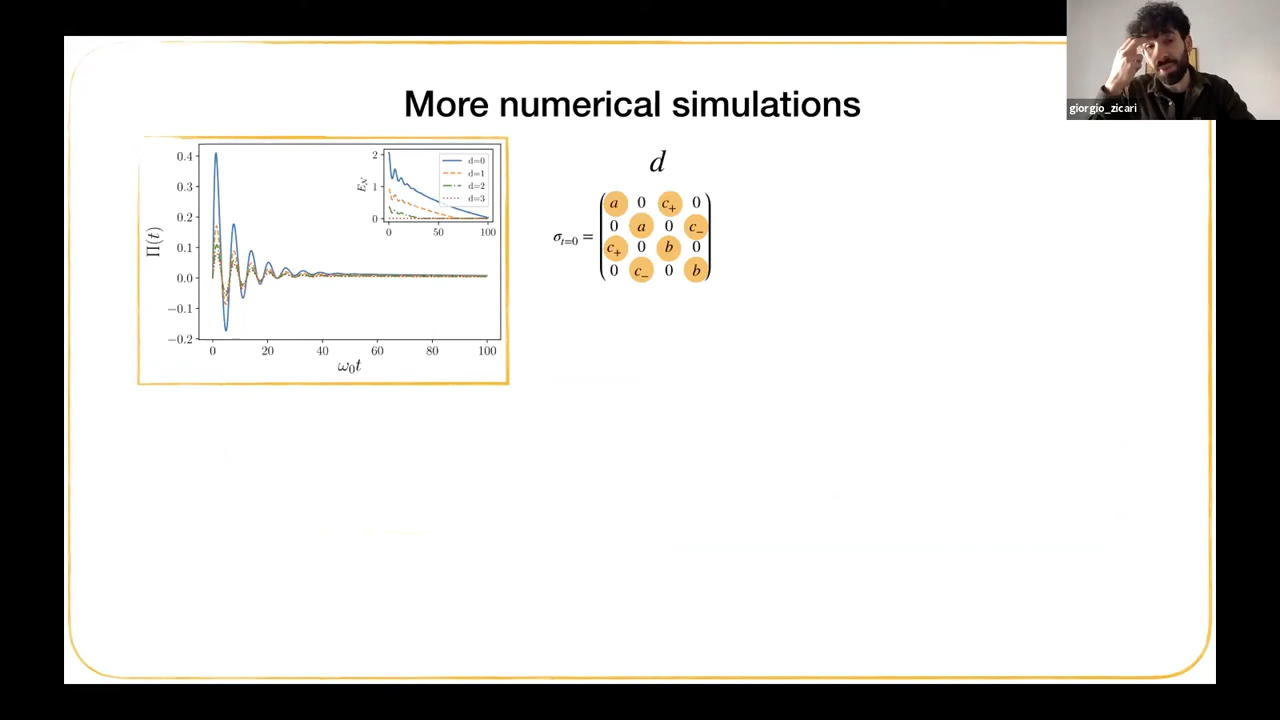 giorgio_zicari
More numerical simulations
0.4
0.3
0.2
0.1
0.0
−0.1
−0.2
Π(t)
0 20 40 60 80 100
ω₀t
2
1
0
E_N
0 50 100
d=0
d=1
d=2
d=3
d
σ_{t=0} =
a 0 c₊ 0
0 a 0 c₋
c₊ 0 b 0
0 c₋ 0 b